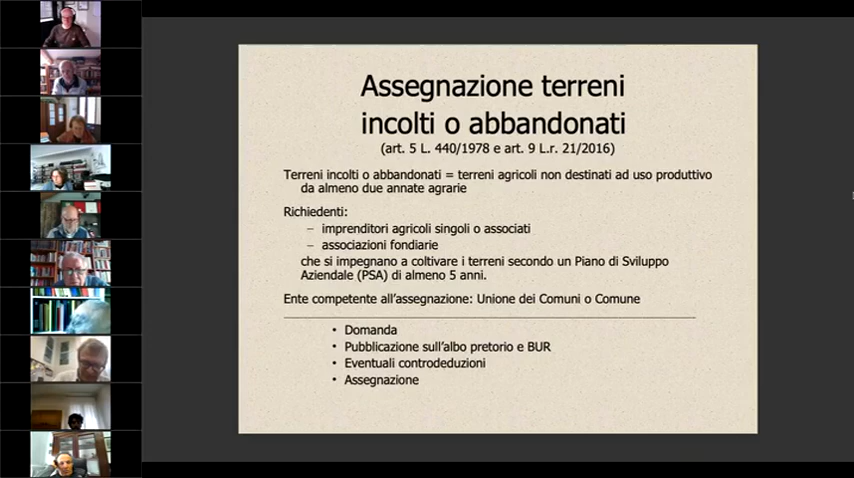 Assegnazione terreni
incolti o abbandonati
(art. 5 L. 440/1978 e art. 9 L.r. 21/2016)
Terreni incolti o abbandonati = terreni agricoli non destinati ad uso produttivo
da almeno due annate agrarie
Richiedenti:
– imprenditori agricoli singoli o associati
– associazioni fondiarie
che si impegnano a coltivare i terreni secondo un Piano di Sviluppo
Aziendale (PSA) di almeno 5 anni.
Ente competente all'assegnazione: Unione dei Comuni o Comune
• Domanda
• Pubblicazione sull'albo pretorio e BUR
• Eventuali controdeduzioni
• Assegnazione